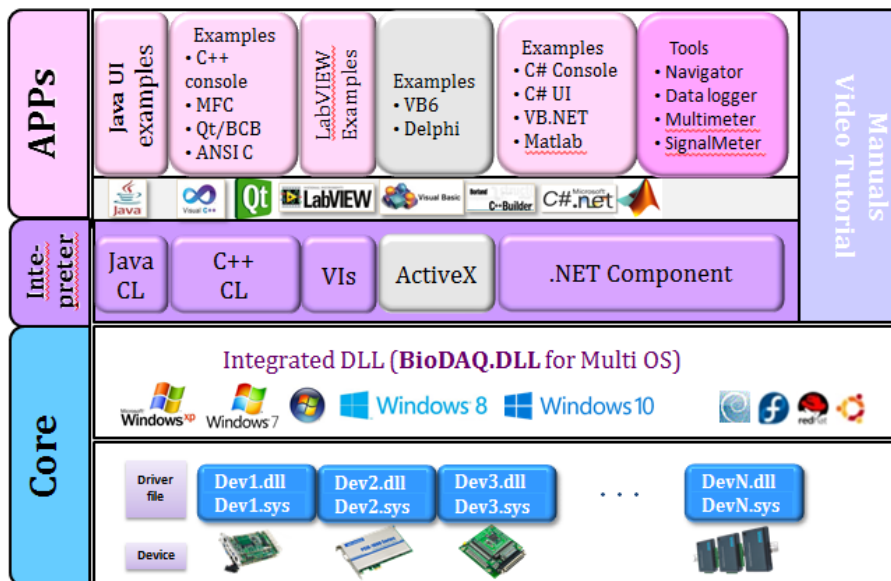 APPs
Java UI
examples
Examples
• C++
console
• MFC
• Qt/BCB
• ANSI C
LabVIEW
Examples
Examples
• VB6
• Delphi
Examples
• C# Console
• C# UI
• VB.NET
• Matlab
Tools
• Navigator
• Data logger
• Multimeter
• SignalMeter
Manuals
Video Tutorial
Java
Visual C++
Qt
LabVIEW
Visual Basic
Borland
C++Builder
Microsoft
C#.net
Inte-
preter
Java
CL
C++
CL
VIs
ActiveX
.NET Component
Core
Integrated DLL (BioDAQ.DLL for Multi OS)
Microsoft
Windows xp
Windows 7
Windows 8
Windows 10
redhat
Driver
file
Dev1.dll
Dev1.sys
Dev2.dll
Dev2.sys
Dev3.dll
Dev3.sys
. . .
DevN.dll
DevN.sys
Device